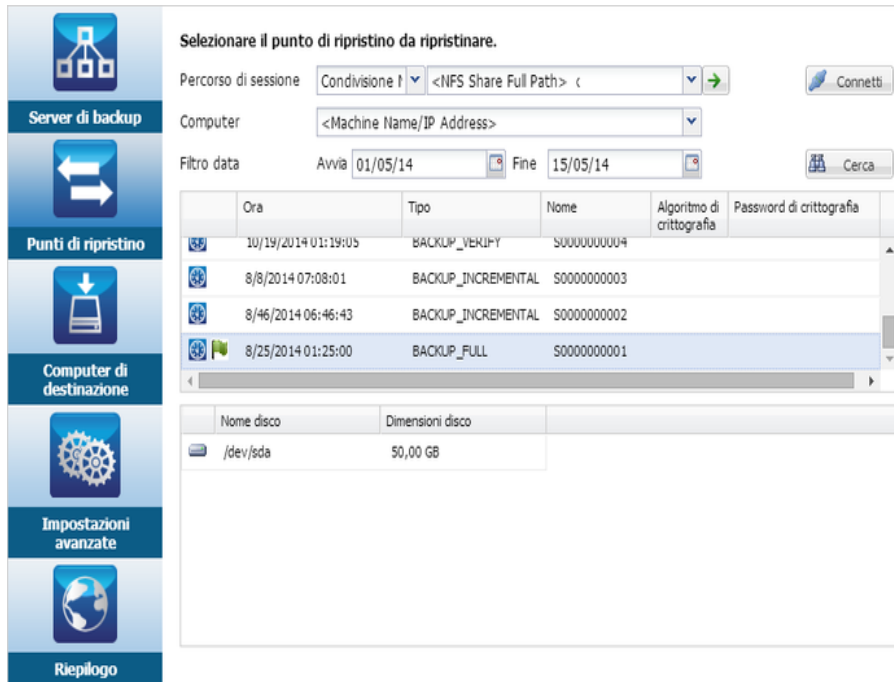 Selezionare il punto di ripristino da ripristinare.
Percorso di sessione Condivisione <NFS Share Full Path> Connetti
Computer <Machine Name/IP Address>
Filtro data Avvia 01/05/14 Fine 15/05/14 Cerca
Ora Tipo Nome Algoritmo di crittografia Password di crittografia
10/19/2014 01:19:05 BACKUP_VERIFY S0000000004
8/8/2014 07:08:01 BACKUP_INCREMENTAL S0000000003
8/46/2014 06:46:43 BACKUP_INCREMENTAL S0000000002
8/25/2014 01:25:00 BACKUP_FULL S0000000001
Nome disco Dimensioni disco
/dev/sda 50,00 GB
Server di backup
Punti di ripristino
Computer di
destinazione
Impostazioni
avanzate
Riepilogo